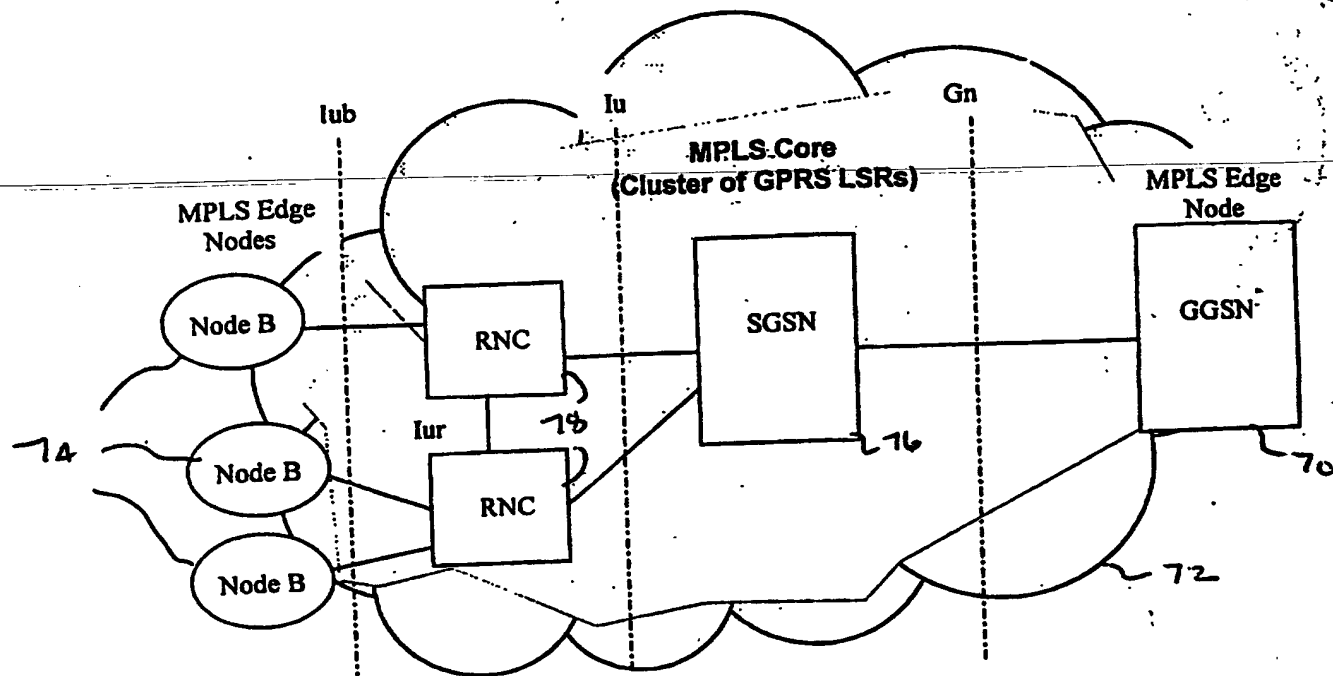 Iub
Iu
Gn
MPLS Core
(Cluster of GPRS LSRs)
MPLS Edge
Nodes
MPLS Edge
Node
Node B
RNC
SGSN
GGSN
78
Iur
74
Node B
76
70
RNC
Node B
72